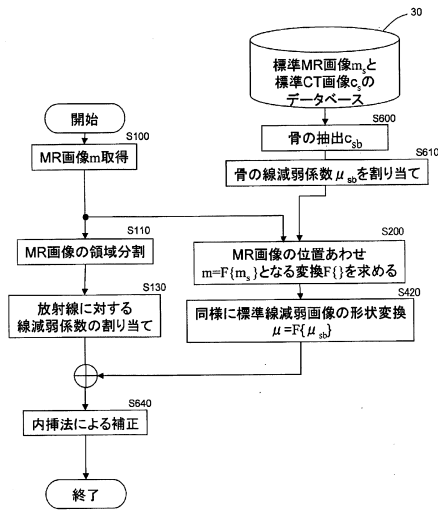 30
標準MR画像msと
標準CT画像csの
データベース
開始
S100
MR画像m取得
S600
骨の抽出csb
S610
骨の線減弱係数μsbを割り当て
S110
MR画像の領域分割
S200
MR画像の位置あわせ
m=F{ms}となる変換F{}を求める
S130
放射線に対する
線減弱係数の割り当て
S420
同様に標準線減弱画像の形状変換
μ=F{μsb}
S640
内挿法による補正
終了